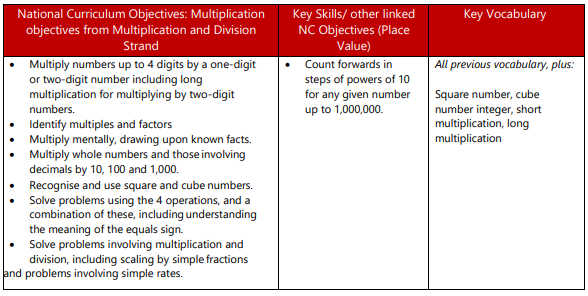 National Curriculum Objectives: Multiplication
objectives from Multiplication and Division
Strand
Key Skills/ other linked
NC Objectives (Place
Value)
Key Vocabulary
• Multiply numbers up to 4 digits by a one-digit
or two-digit number including long
multiplication for multiplying by two-digit
numbers.
• Identify multiples and factors
• Multiply mentally, drawing upon known facts.
• Multiply whole numbers and those involving
decimals by 10, 100 and 1,000.
• Recognise and use square and cube numbers.
• Solve problems using the 4 operations, and a
combination of these, including understanding
the meaning of the equals sign.
• Solve problems involving multiplication and
division, including scaling by simple fractions
and problems involving simple rates.
• Count forwards in
steps of powers of 10
for any given number
up to 1,000,000.
All previous vocabulary, plus:
Square number, cube
number integer, short
multiplication, long
multiplication